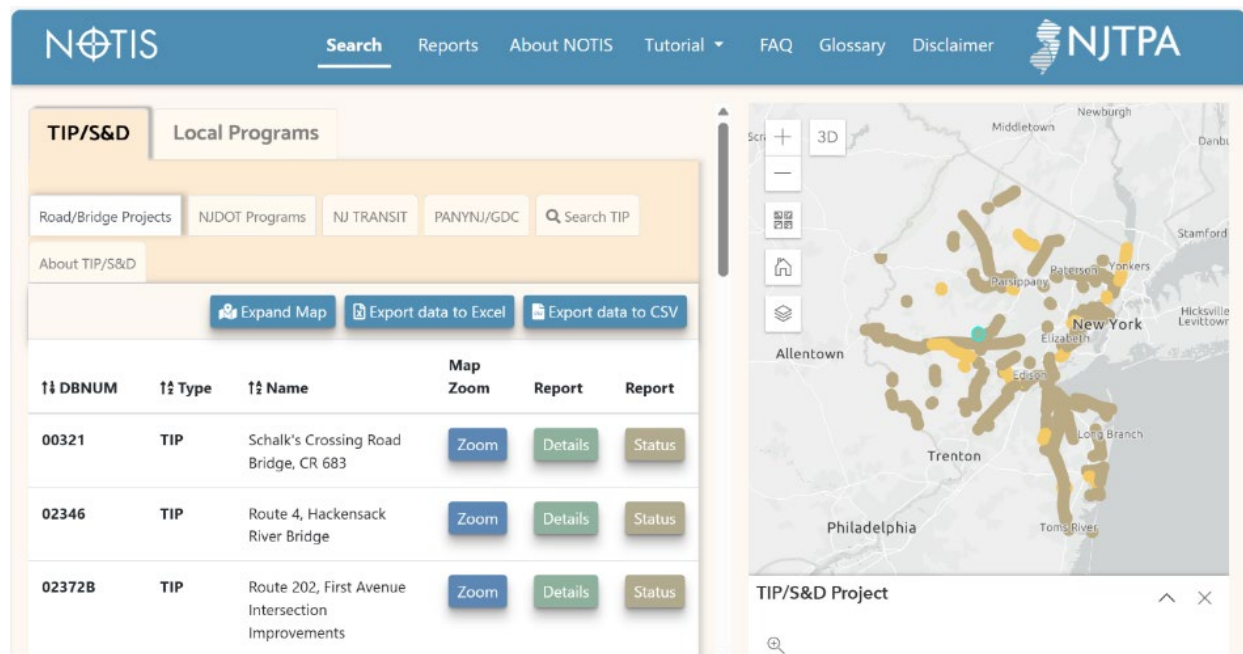 NOTIS
Search Reports About NOTIS Tutorial FAQ Glossary Disclaimer
NJTPA
TIP/S&D Local Programs
Road/Bridge Projects NJDOT Programs NJ TRANSIT PANYNJ/GDC Search TIP
About TIP/S&D
Expand Map Export data to Excel Export data to CSV
DBNUM Type Name Map Zoom Report Report
00321 TIP Schalk's Crossing Road Zoom Details Status
Bridge, CR 683
02346 TIP Route 4, Hackensack Zoom Details Status
River Bridge
02372B TIP Route 202, First Avenue Zoom Details Status
Intersection
Improvements
3D
Newburgh
Middletown
Stamford
Paterson Yonkers
Parsippany
New York
Hicksville
Levittown
Elizabeth
Allentown
Edison
Long Branch
Trenton
Philadelphia
Toms River
TIP/S&D Project